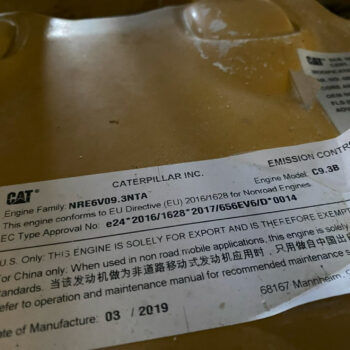 CAT
CATERPILLAR INC.
EMISSION CONTR
Engine Family: NRE6V09.3NTA
Engine Model: C9.3B
This engine conforms to EU Directive (EU) 2016/1628 for Nonroad Engines
EC Type Approval No: e24*2016/1628*2017/656EV6/D*0014
U.S. Only: THIS ENGINE IS SOLELY FOR EXPORT AND IS THEREFORE EXEMP
For China only: When used in non road mobile applications, this engine is solely
standards. 当该发动机做为非道路移动式发动机应用时，只用做自中国出
efer to operation and maintenance manual for recommended maintenance s
68167 Mannheim, G
ate of Manufacture: 03 / 2019
CAT
MODIFICATION